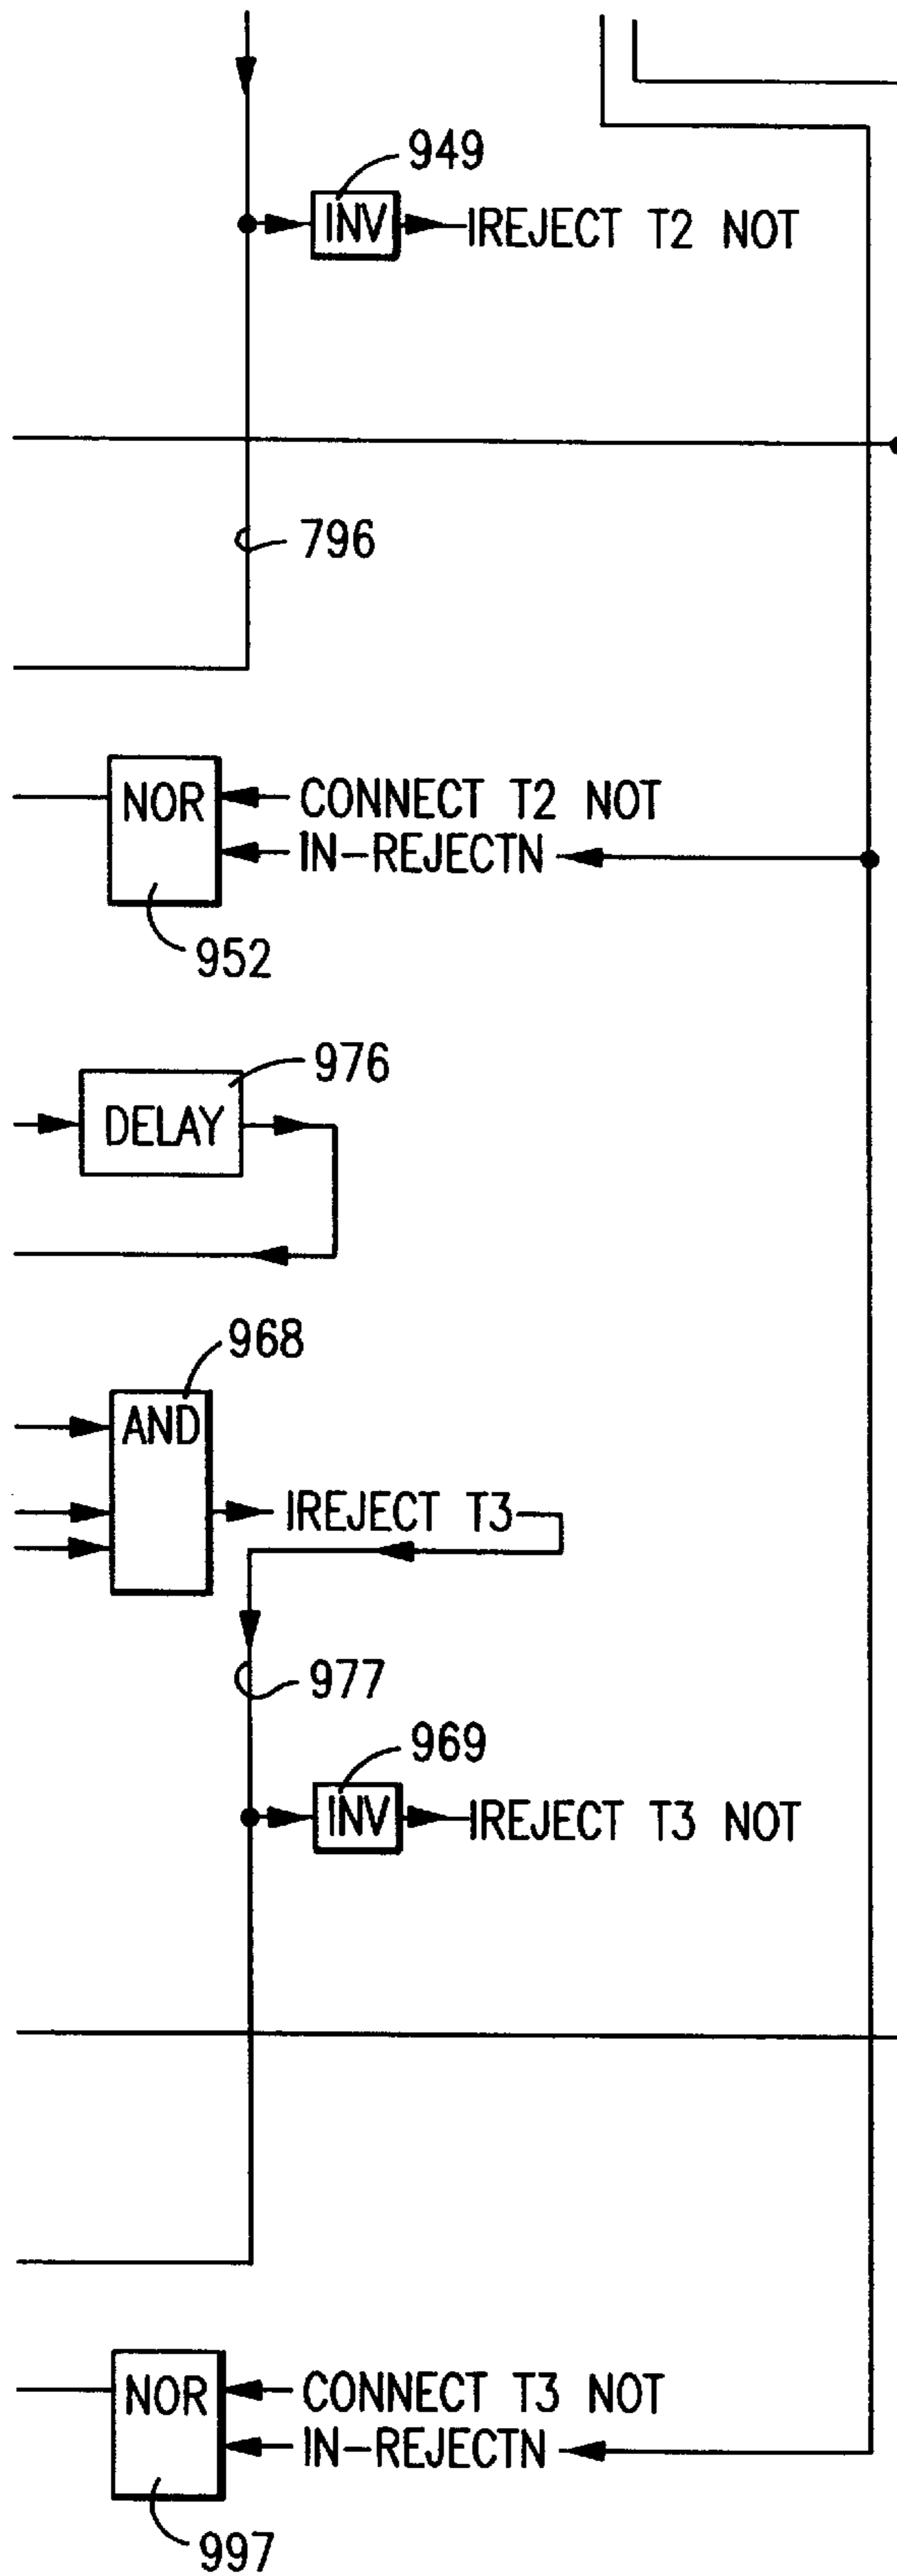 949
INV
IREJECT T2 NOT
796
NOR
CONNECT T2 NOT
IN-REJECTN
952
976
DELAY
968
AND
IREJECT T3
977
969
INV
IREJECT T3 NOT
NOR
CONNECT T3 NOT
IN-REJECTN
997